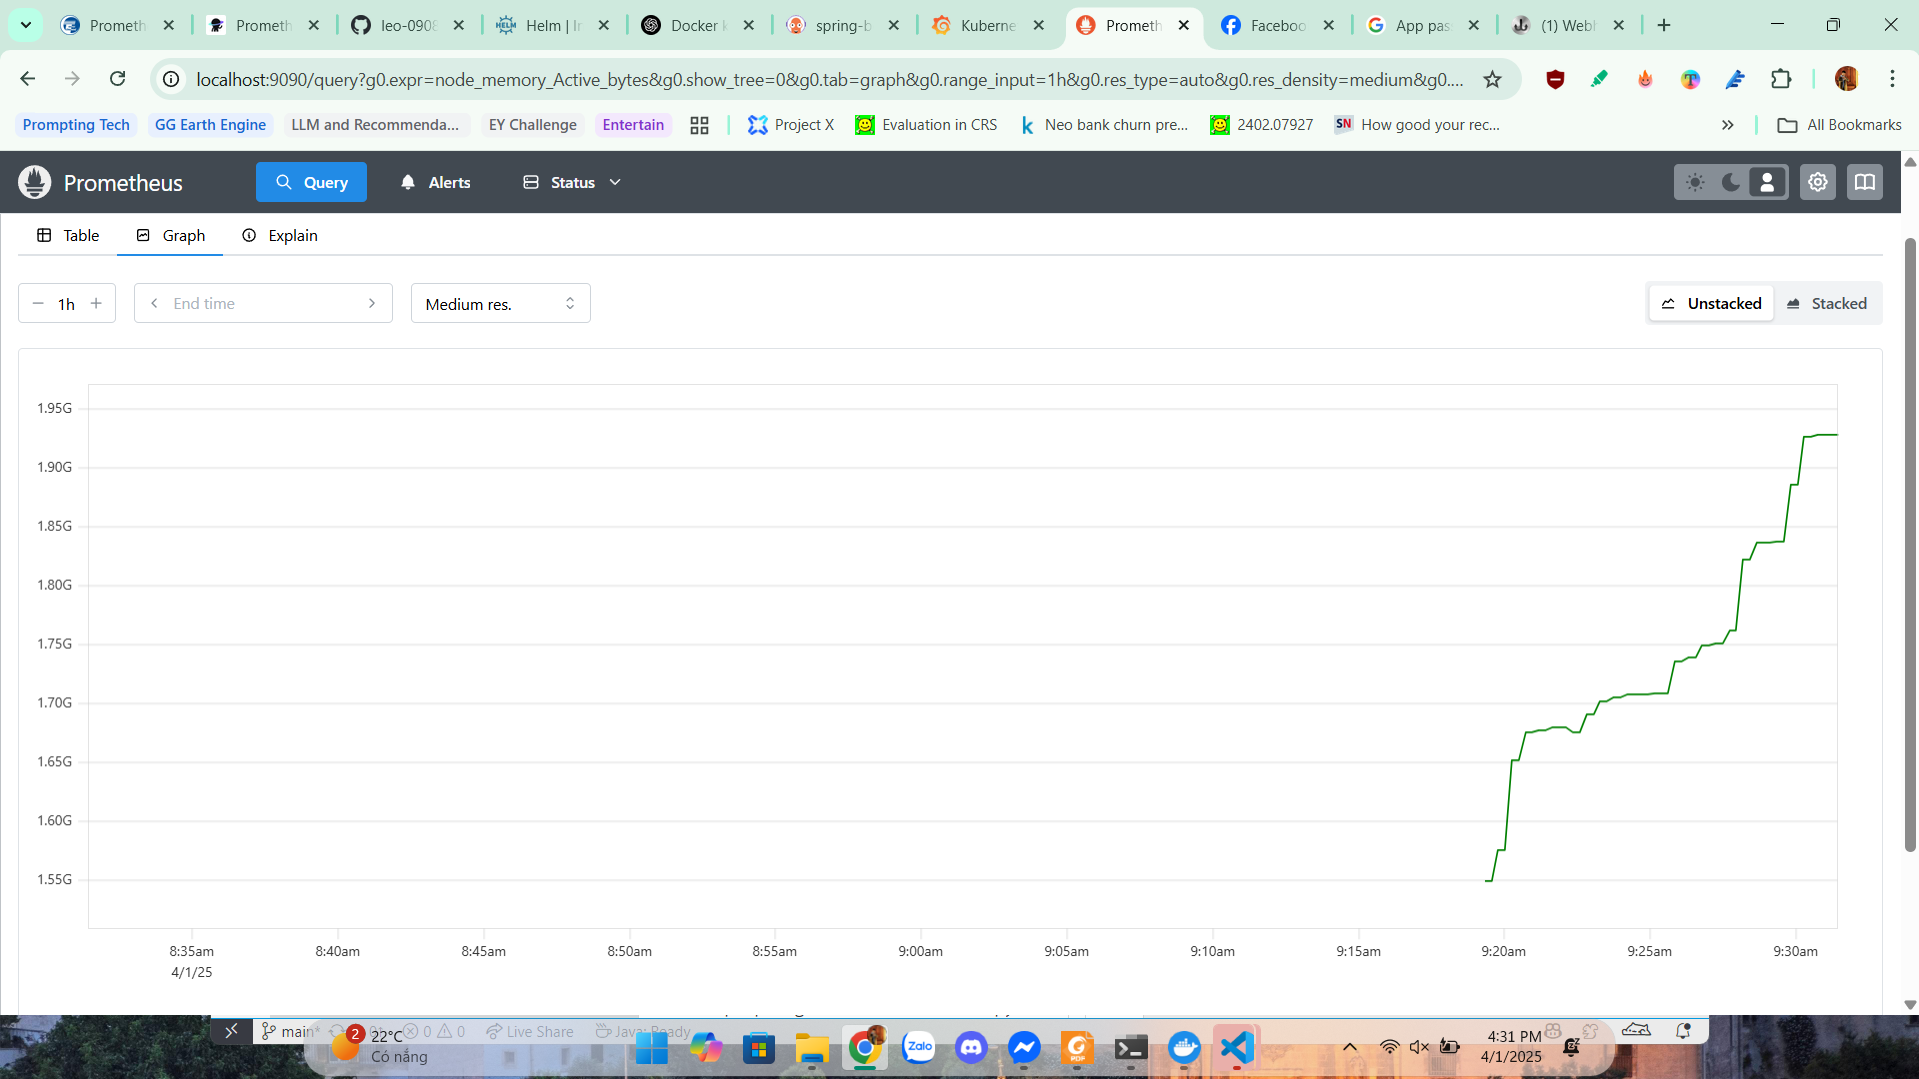 Prometh
Prometh
leo-0908
Helm | In
Docker k
spring-b
Kuberne
Prometh
Faceboo
App pas
(1) Webh
localhost:9090/query?g0.expr=node_memory_Active_bytes&g0.show_tree=0&g0.tab=graph&g0.range_input=1h&g0.res_type=auto&g0.res_density=medium&g0....
Prompting Tech
GG Earth Engine
LLM and Recommenda...
EY Challenge
Entertain
Project X
Evaluation in CRS
Neo bank churn pre...
2402.07927
SN
How good your rec...
All Bookmarks
Prometheus
Query
Alerts
Status
Table
Graph
Explain
1h
End time
Medium res.
Unstacked
Stacked
1.95G
1.90G
1.85G
1.80G
1.75G
1.70G
1.65G
1.60G
1.55G
8:35am
8:40am
8:45am
8:50am
8:55am
9:00am
9:05am
9:10am
9:15am
9:20am
9:25am
9:30am
4/1/25
main*
0
0
Live Share
Java: Ready
2
22°C
Có nắng
Zalo
PDF
4:31 PM
4/1/2025